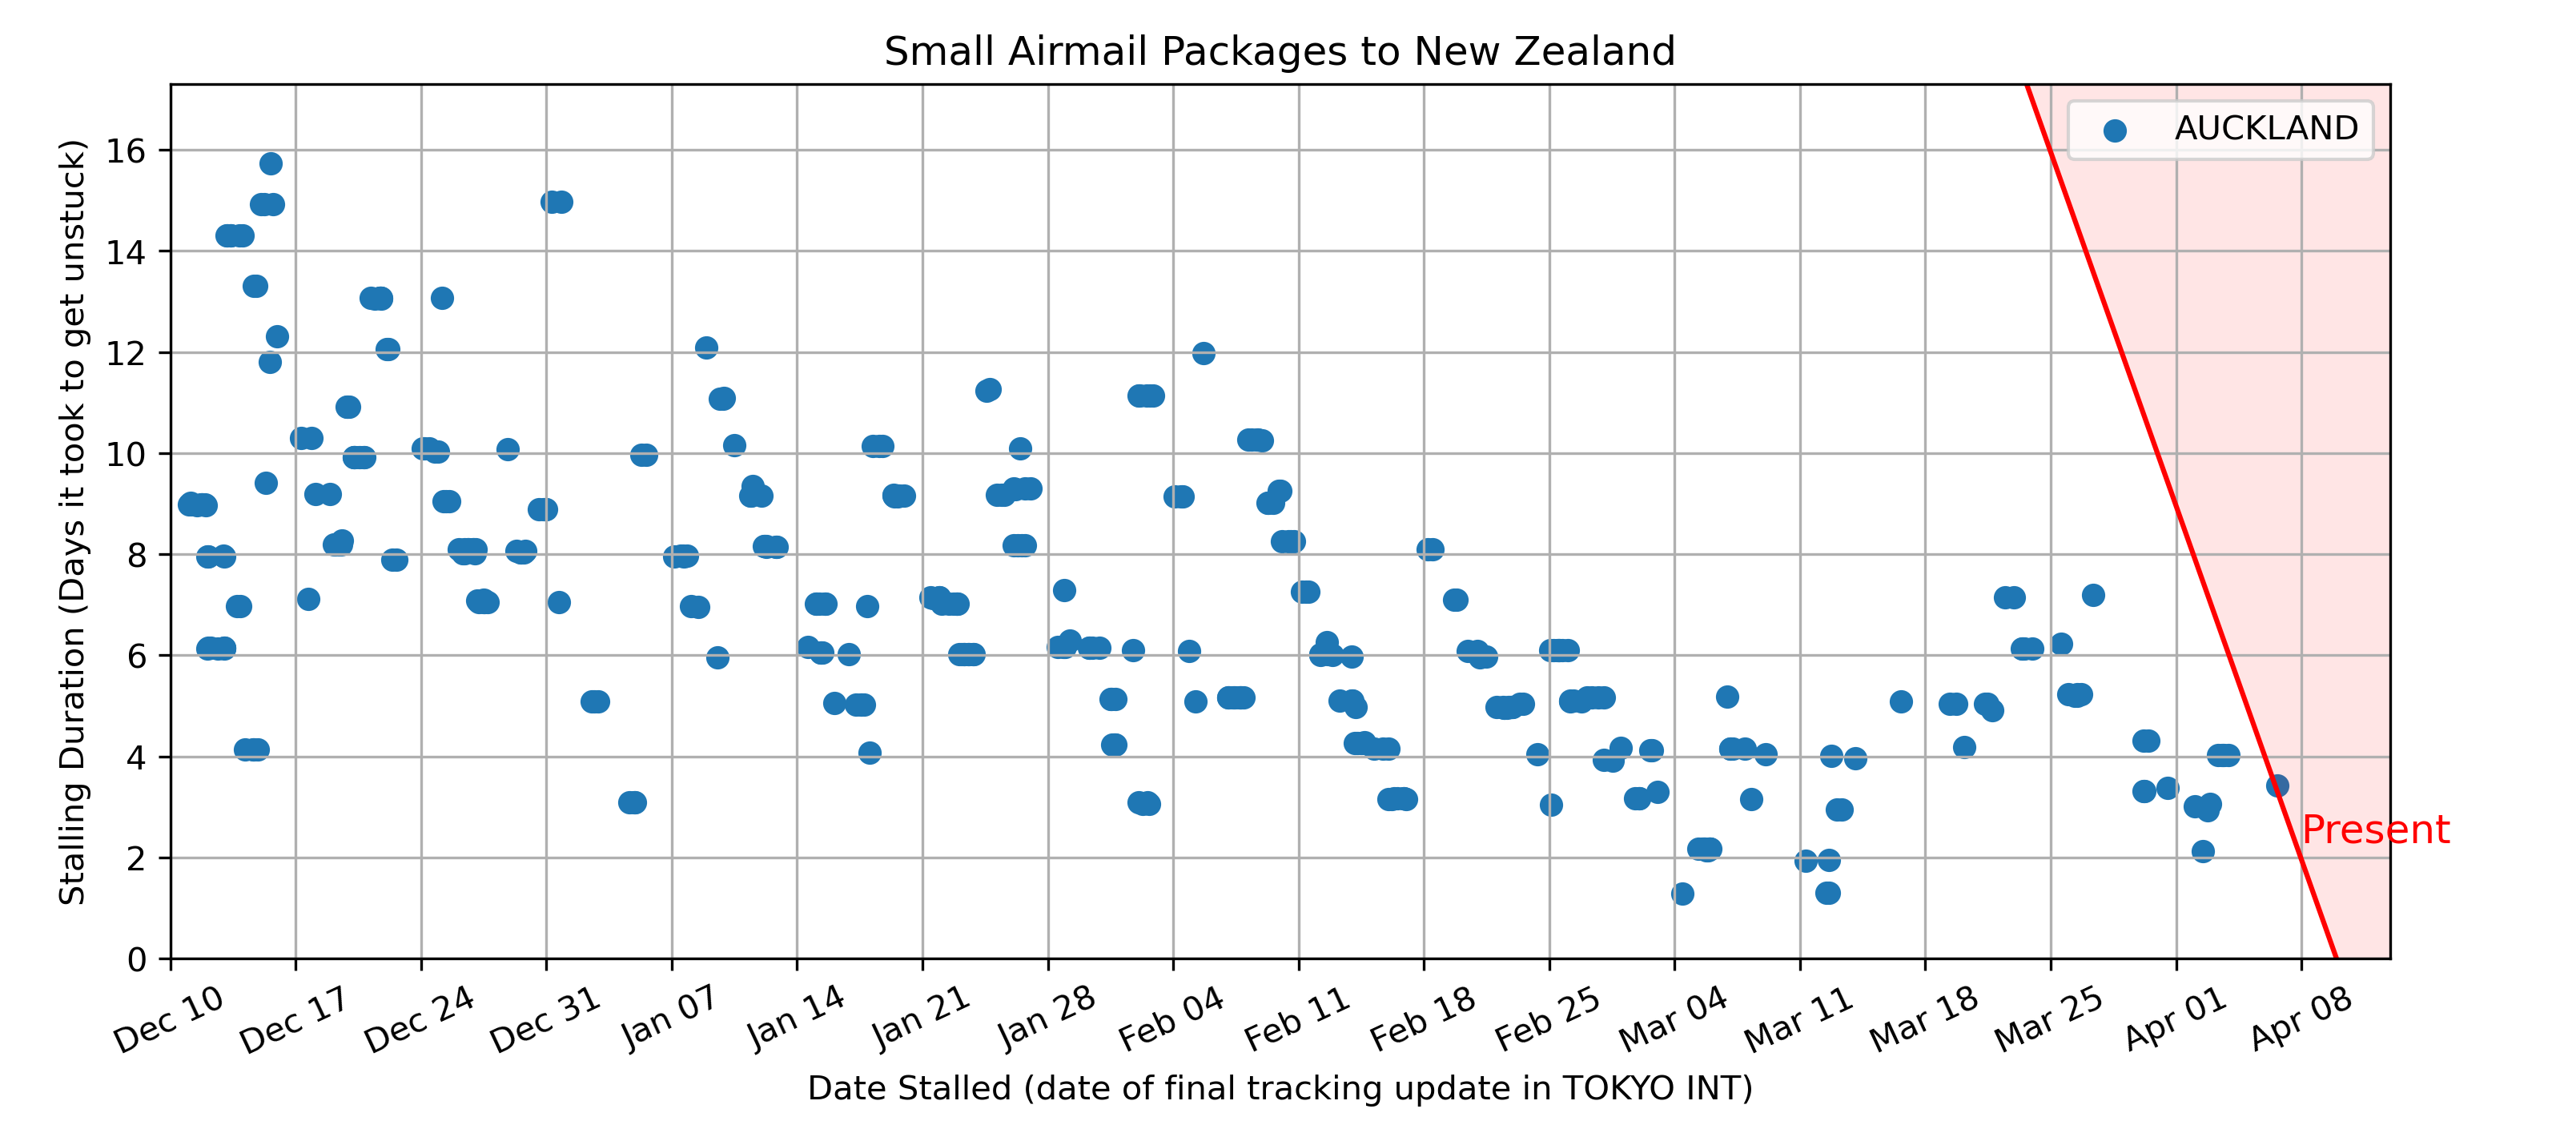 Small Airmail Packages to New Zealand
AUCKLAND
Stalling Duration (Days it took to get unstuck)
16
14
12
10
8
6
4
2
0
Present
Dec 10
Dec 17
Dec 24
Dec 31
Jan 07
Jan 14
Jan 21
Jan 28
Feb 04
Feb 11
Feb 18
Feb 25
Mar 04
Mar 11
Mar 18
Mar 25
Apr 01
Apr 08
Date Stalled (date of final tracking update in TOKYO INT)